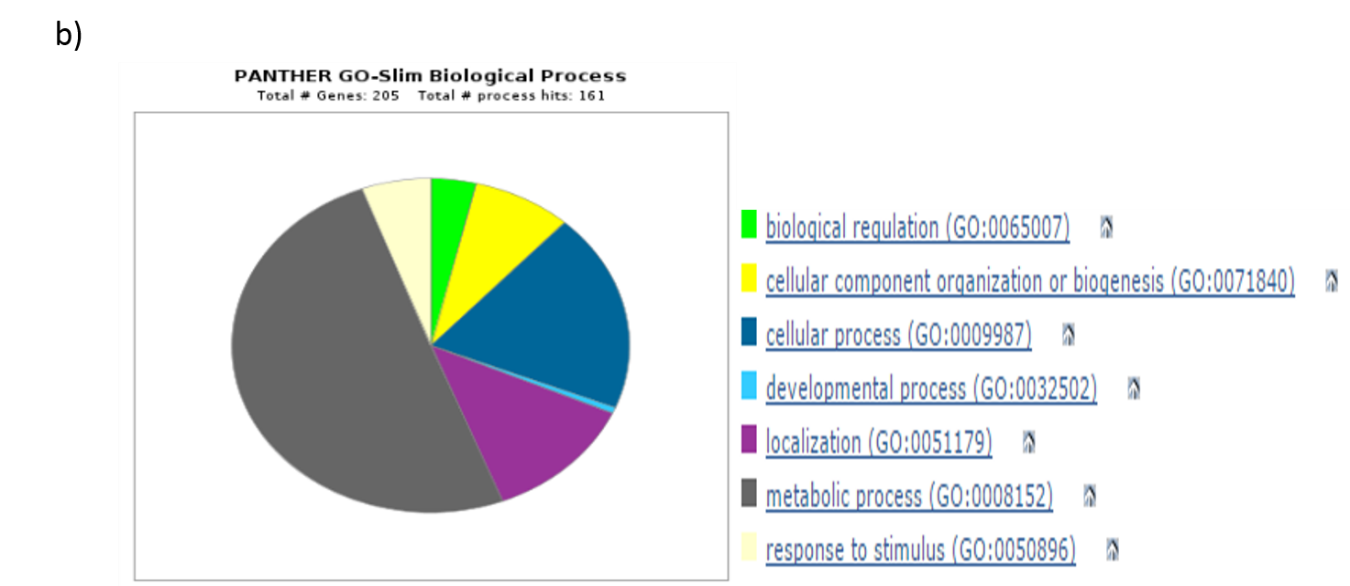 b)
PANTHER GO-Slim Biological Process
Total # Genes: 205 Total # process hits: 161
biological regulation (GO:0065007)
cellular component organization or biogenesis (GO:0071840)
cellular process (GO:0009987)
developmental process (GO:0032502)
localization (GO:0051179)
metabolic process (GO:0008152)
response to stimulus (GO:0050896)